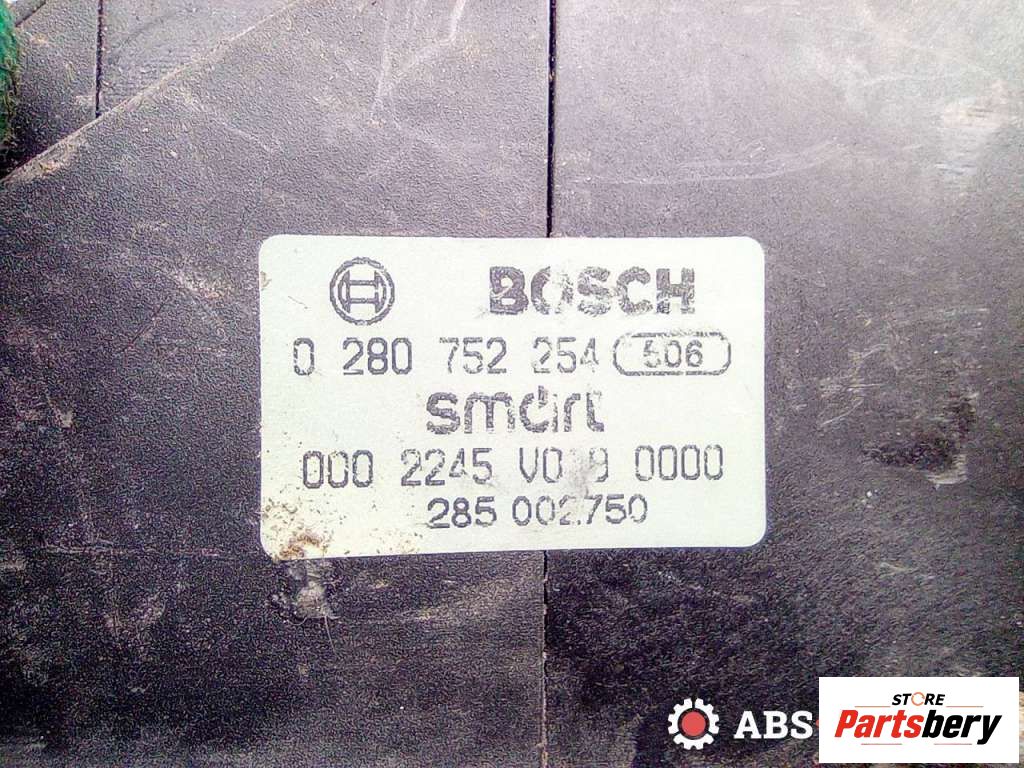 BOSCH
0 280 752 254 506
smart
000 2245 0000
285 002.750
ABS
STORE
Partsbery